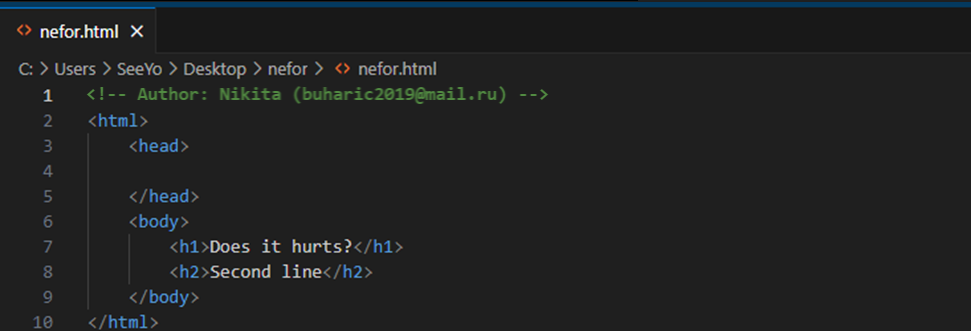 nefor.html
C: > Users > SeeYo > Desktop > nefor > nefor.html
1 <!-- Author: Nikita (buharic2019@mail.ru) -->
2 <html>
3 <head>
4
5 </head>
6 <body>
7 <h1>Does it hurts?</h1>
8 <h2>Second line</h2>
9 </body>
10 </html>